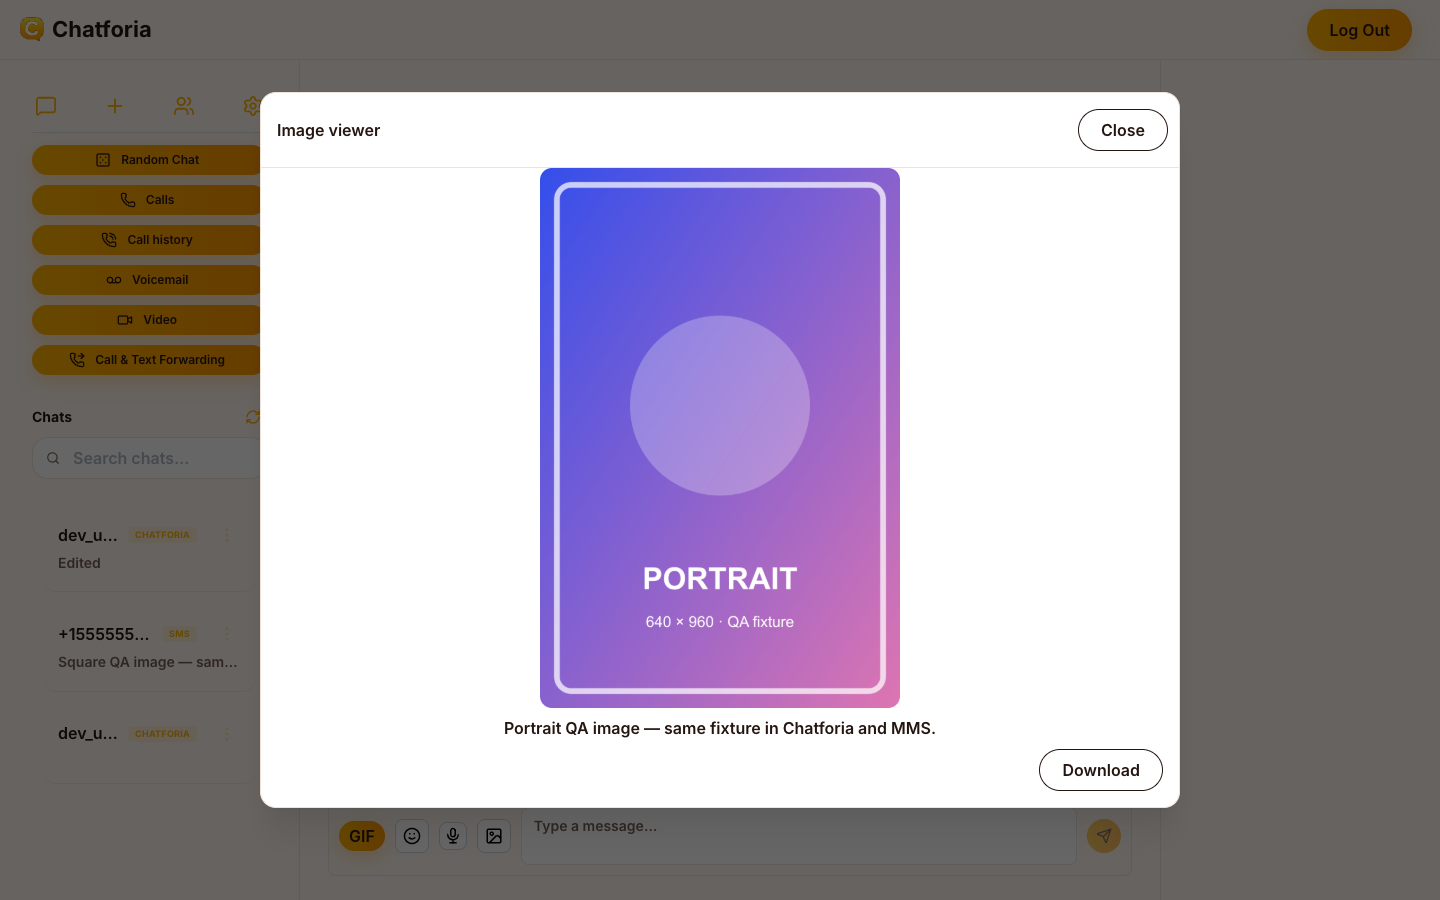 Chatforia
Log Out
Random Chat
Calls
Call history
Voicemail
Video
Call & Text Forwarding
Chats
Search chats...
dev_u...
CHATFORIA
Edited
+1555555...
SMS
Square QA image — sam...
dev_u...
CHATFORIA
Image viewer
Close
PORTRAIT
640 × 960 · QA fixture
Portrait QA image — same fixture in Chatforia and MMS.
Download
GIF
Type a message...